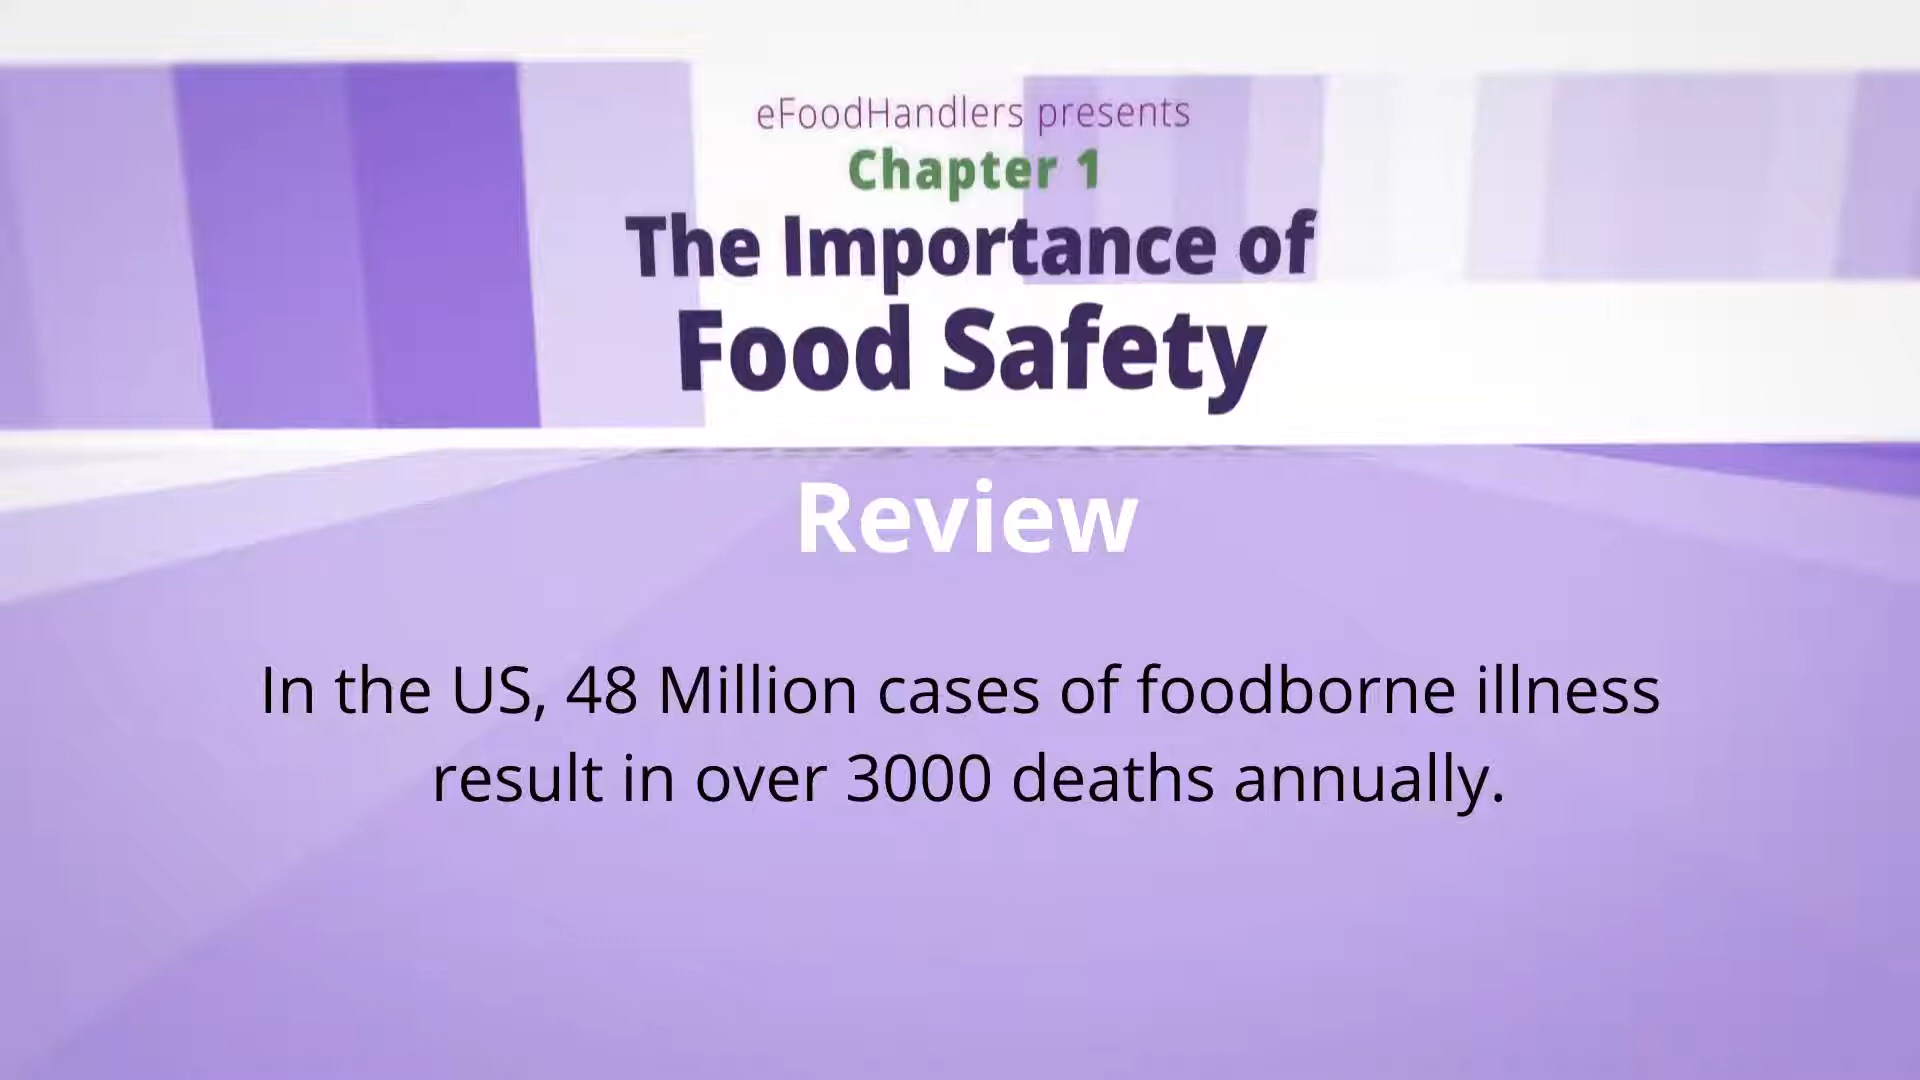 eFoodHandlers presents
Chapter 1
The Importance of
Food Safety
Review
In the US, 48 Million cases of foodborne illness
result in over 3000 deaths annually.